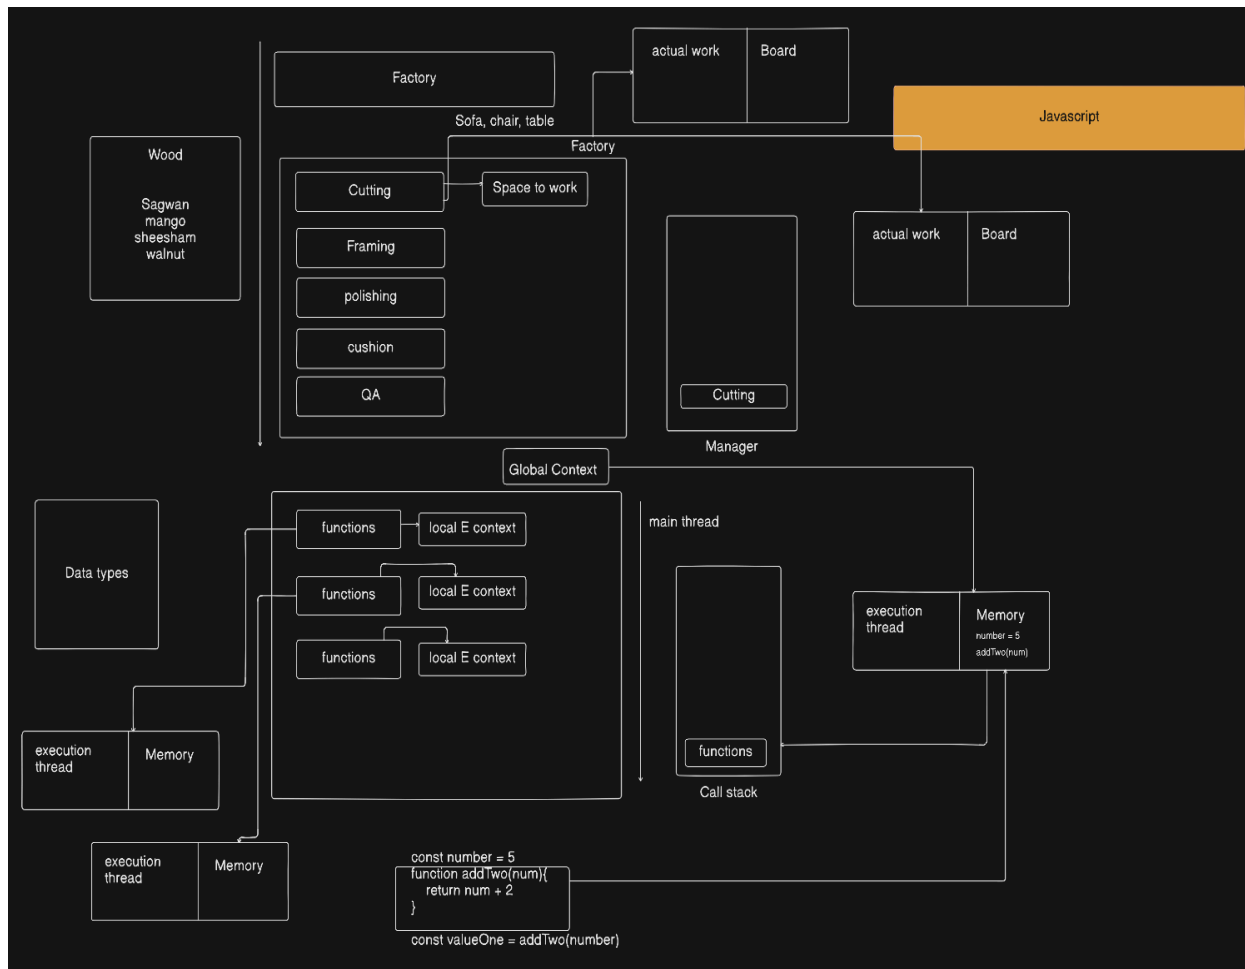 actual work
Board
Factory
Javascript
Sofa, chair, table
Factory
Wood
Sagwan
mango
sheesham
walnut
Cutting
Space to work
Framing
polishing
cushion
QA
actual work
Board
Cutting
Manager
Global Context
main thread
functions
local E context
functions
local E context
functions
local E context
Data types
execution
thread
Memory
number = 5
addTwo(num)
functions
Call stack
execution
thread
Memory
execution
thread
Memory
const number = 5
function addTwo(num){
return num + 2
}
const valueOne = addTwo(number)